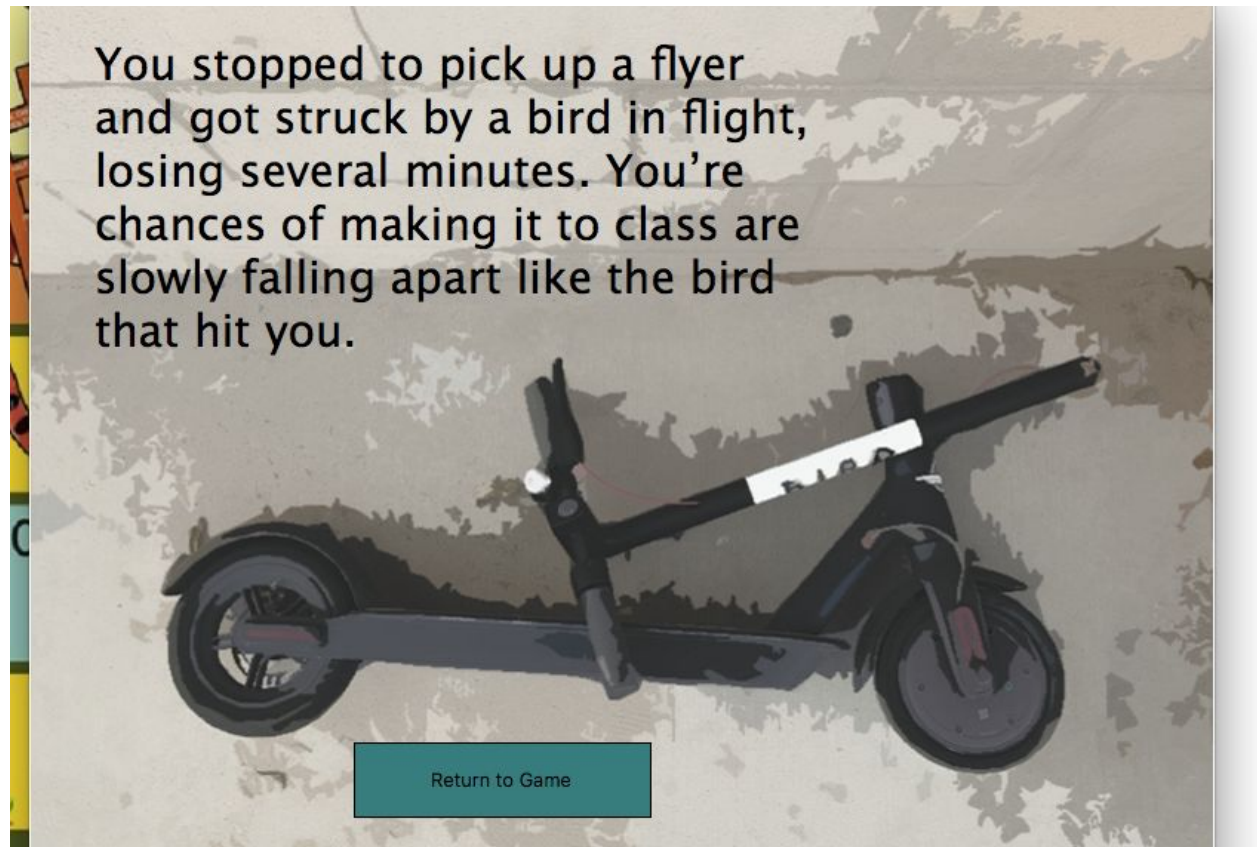 You stopped to pick up a flyer
and got struck by a bird in flight,
losing several minutes. You’re
chances of making it to class are
slowly falling apart like the bird
that hit you.
Return to Game